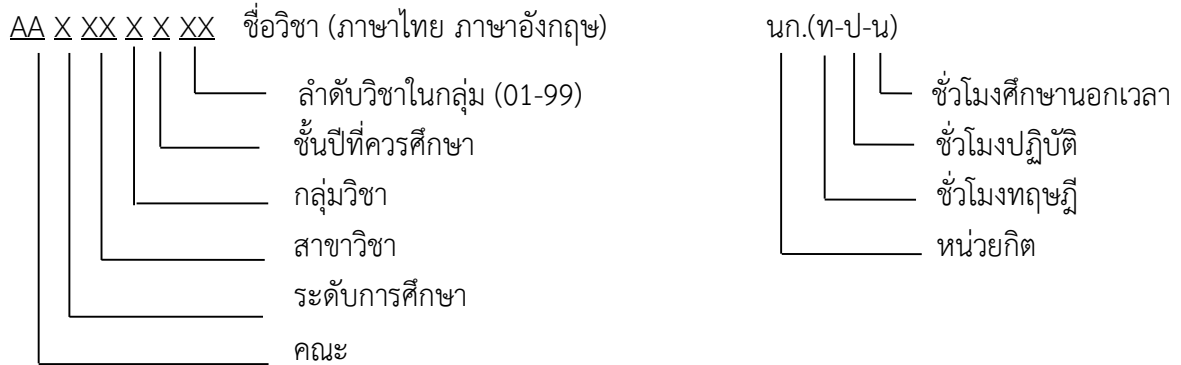 AA X XX X X XX ชื่อวิชา (ภาษาไทย ภาษาอังกฤษ) นก.(ท-ป-น)
ลำดับวิชาในกลุ่ม (01-99) ชั่วโมงศึกษานอกเวลา
ชั้นปีที่ควรศึกษา ชั่วโมงปฏิบัติ
กลุ่มวิชา ชั่วโมงทฤษฎี
สาขาวิชา หน่วยกิต
ระดับการศึกษา
คณะ